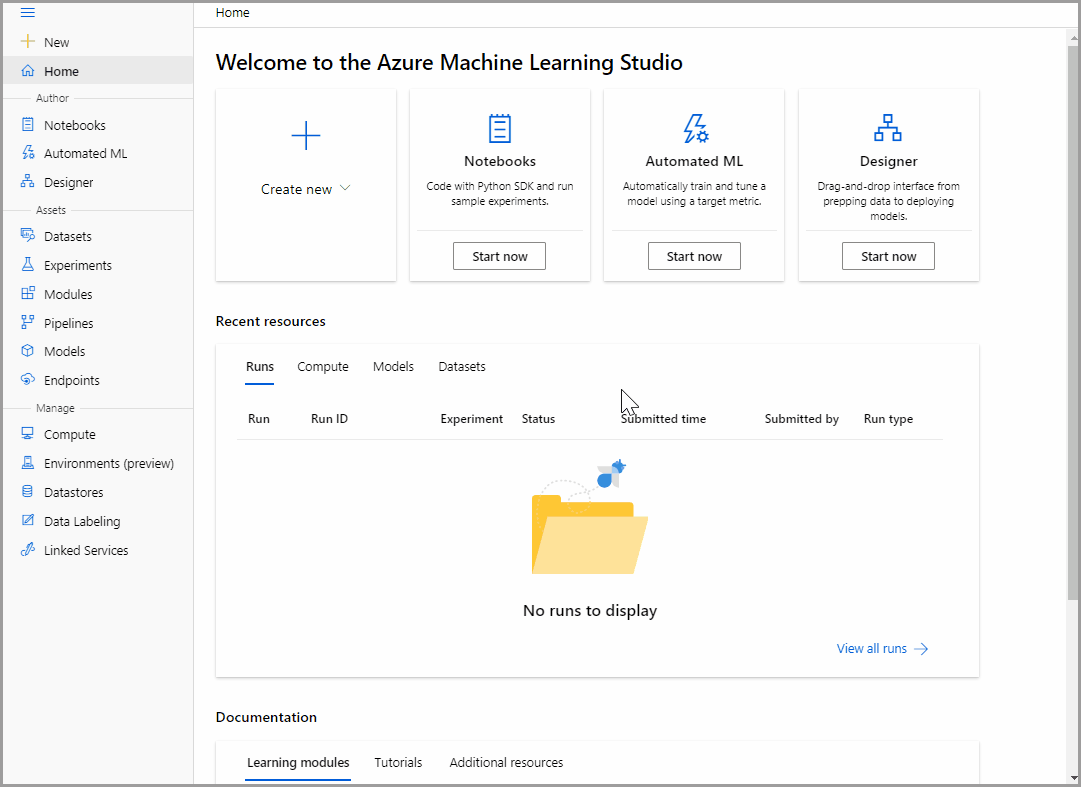 Home
New
Home
Author
Notebooks
Automated ML
Designer
Assets
Datasets
Experiments
Modules
Pipelines
Models
Endpoints
Manage
Compute
Environments (preview)
Datastores
Data Labeling
Linked Services
Welcome to the Azure Machine Learning Studio
Create new
Notebooks
Code with Python SDK and run
sample experiments.
Start now
Automated ML
Automatically train and tune a
model using a target metric.
Start now
Designer
Drag-and-drop interface from
prepping data to deploying
models.
Start now
Recent resources
Runs Compute Models Datasets
Run Run ID Experiment Status Submitted time Submitted by Run type
No runs to display
View all runs
Documentation
Learning modules Tutorials Additional resources